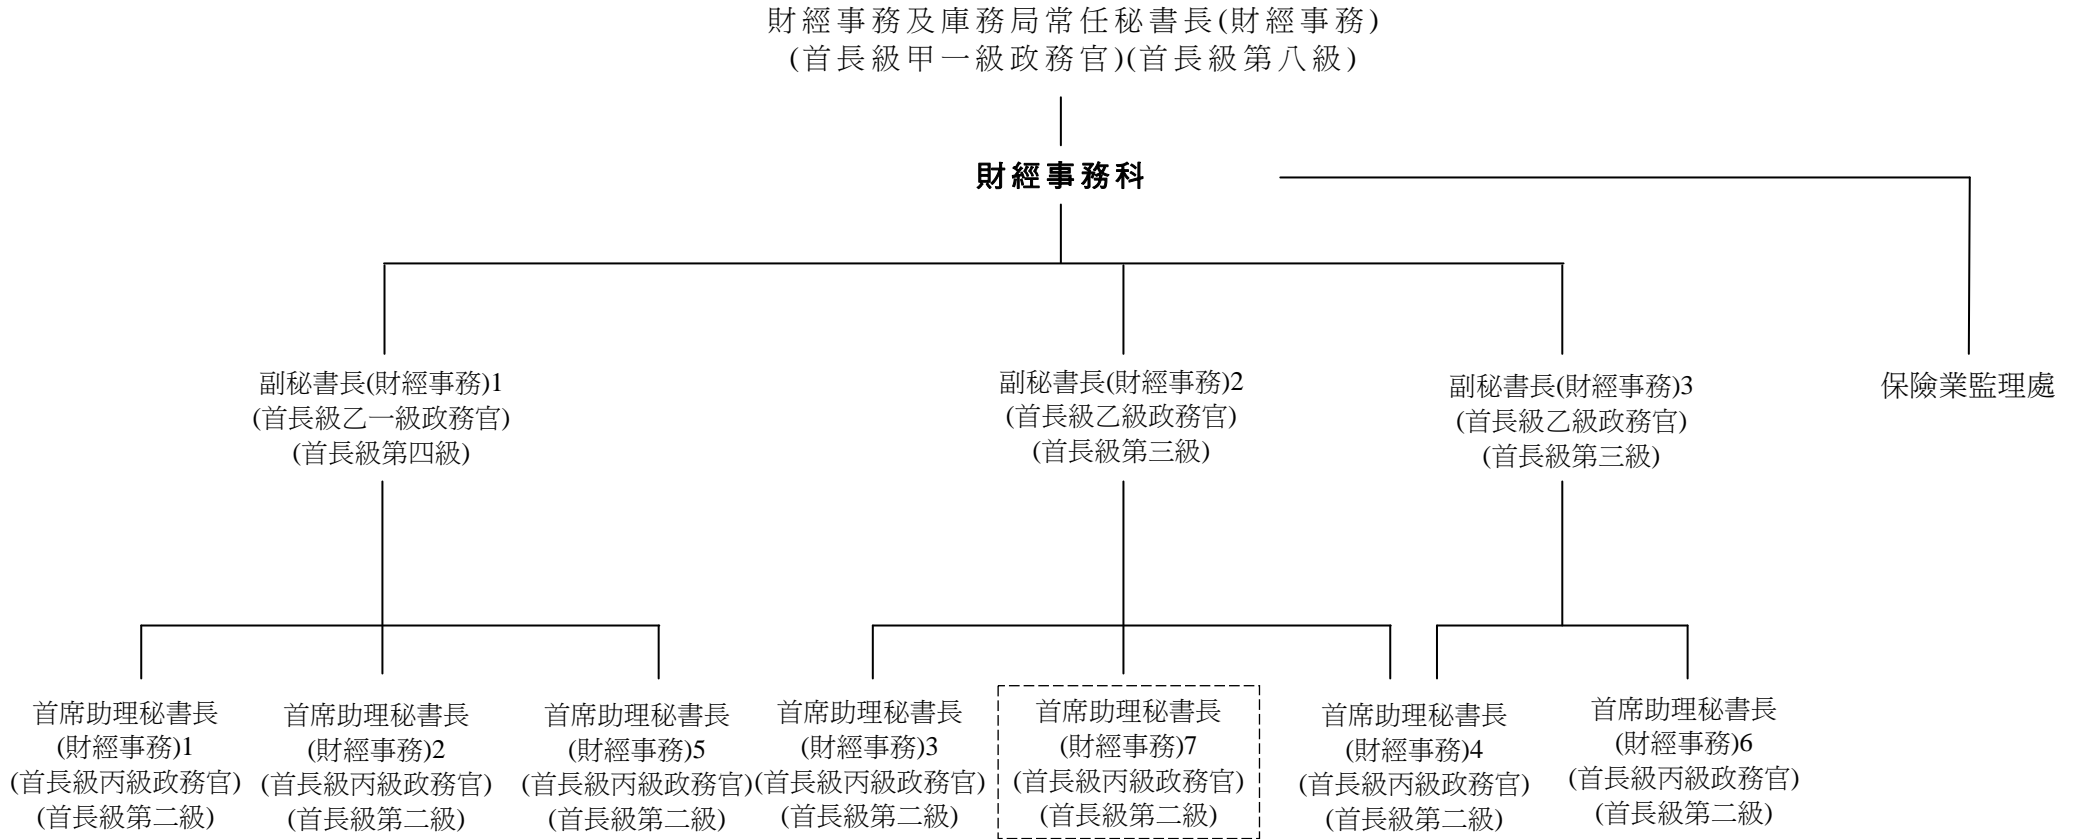 財經事務及庫務局常任秘書長(財經事務)
(首長級甲一級政務官)(首長級第八級)
財經事務科
副秘書長(財經事務)1
(首長級乙一級政務官)
(首長級第四級)
副秘書長(財經事務)2
(首長級乙級政務官)
(首長級第三級)
副秘書長(財經事務)3
(首長級乙級政務官)
(首長級第三級)
保險業監理處
首席助理秘書長
(財經事務)1
(首長級丙級政務官)
(首長級第二級)
首席助理秘書長
(財經事務)2
(首長級丙級政務官)
(首長級第二級)
首席助理秘書長
(財經事務)5
(首長級丙級政務官)
(首長級第二級)
首席助理秘書長
(財經事務)3
(首長級丙級政務官)
(首長級第二級)
首席助理秘書長
(財經事務)7
(首長級丙級政務官)
(首長級第二級)
首席助理秘書長
(財經事務)4
(首長級丙級政務官)
(首長級第二級)
首席助理秘書長
(財經事務)6
(首長級丙級政務官)
(首長級第二級)